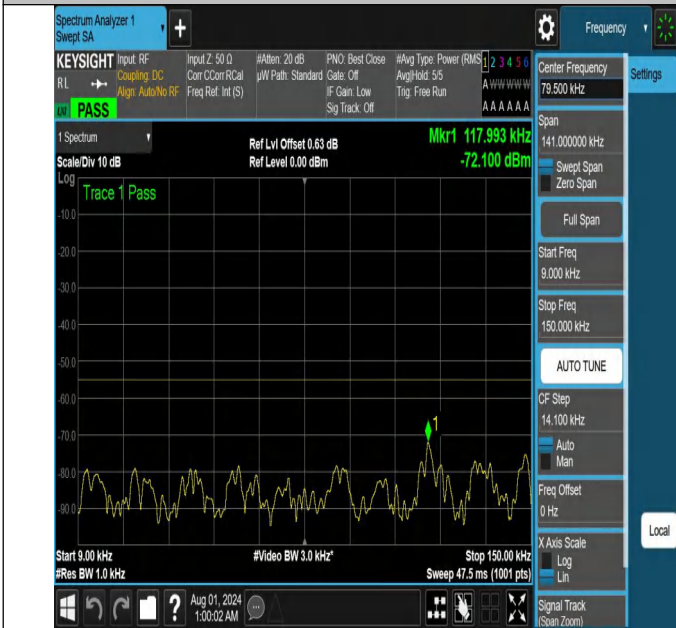 Spectrum Analyzer 1
Swept SA
+
Frequency
KEYSIGHT
RL
PASS
Input: RF
Coupling: DC
Align: Auto/No RF
Input Z: 50 Ω
Corr CCorr RCal
Freq Ref: Int (S)
#Atten: 20 dB
µW Path: Standard
PNO: Best Close
Gate: Off
IF Gain: Low
Sig Track: Off
#Avg Type: Power (RMS
Avg|Hold: 5/5
Trig: Free Run
1 2 3 4 5 6
A W W W W W
A A A A A A
1 Spectrum
Scale/Div 10 dB
Log
Ref Lvl Offset 0.63 dB
Ref Level 0.00 dBm
Mkr1 117.993 kHz
-72.100 dBm
Trace 1 Pass
-10.0
-20.0
-30.0
-40.0
-50.0
-60.0
-70.0
-80.0
-90.0
1
Start 9.00 kHz
#Res BW 1.0 kHz
#Video BW 3.0 kHz*
Stop 150.00 kHz
Sweep 47.5 ms (1001 pts)
Center Frequency
79.500 kHz
Settings
Span
141.000000 kHz
Swept Span
Zero Span
Full Span
Start Freq
9.000 kHz
Stop Freq
150.000 kHz
AUTO TUNE
CF Step
14.100 kHz
Auto
Man
Freq Offset
0 Hz
X Axis Scale
Log
Lin
Local
Signal Track
(Span Zoom)
?
Aug 01, 2024
1:00:02 AM